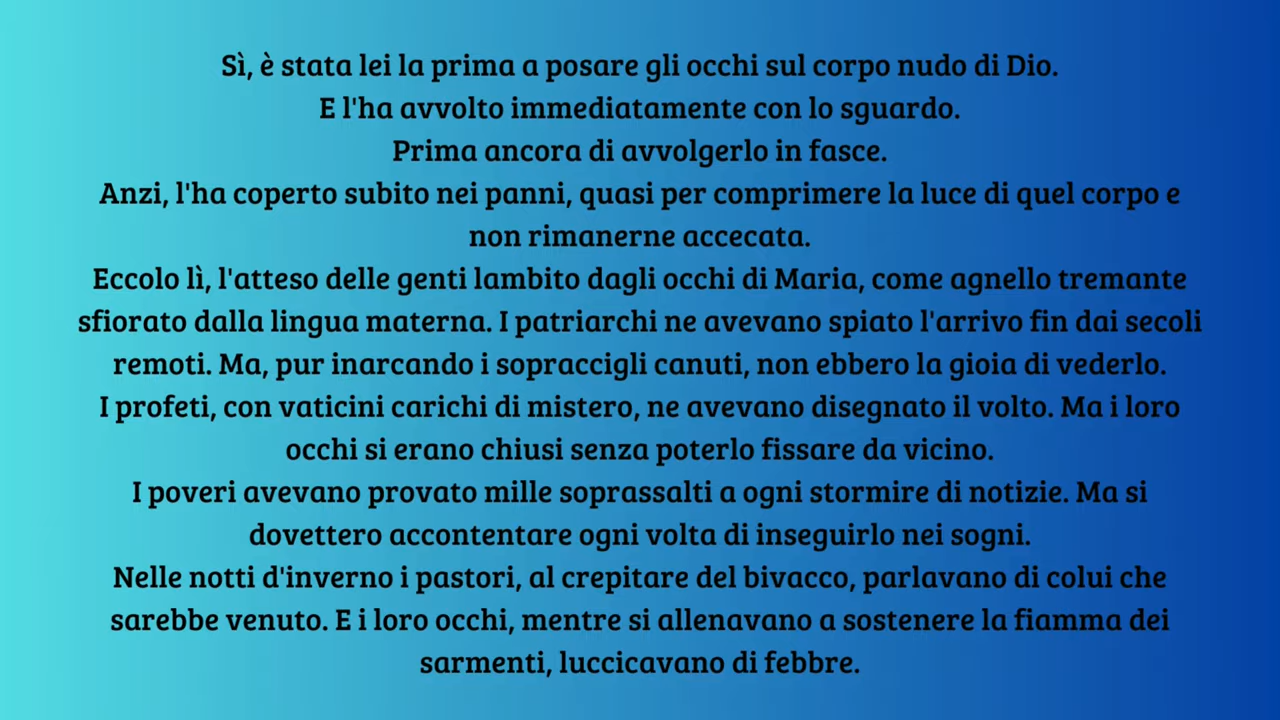 Sì, è stata lei la prima a posare gli occhi sul corpo nudo di Dio.
E l'ha avvolto immediatamente con lo sguardo.
Prima ancora di avvolgerlo in fasce.
Anzi, l'ha coperto subito nei panni, quasi per comprimere la luce di quel corpo e
non rimanerne accecata.
Eccolo lì, l'atteso delle genti lambito dagli occhi di Maria, come agnello tremante
sfiorato dalla lingua materna. I patriarchi ne avevano spiato l'arrivo fin dai secoli
remoti. Ma, pur inarcando i sopraccigli canuti, non ebbero la gioia di vederlo.
I profeti, con vaticini carichi di mistero, ne avevano disegnato il volto. Ma i loro
occhi si erano chiusi senza poterlo fissare da vicino.
I poveri avevano provato mille soprassalti a ogni stormire di notizie. Ma si
dovettero accontentare ogni volta di inseguirlo nei sogni.
Nelle notti d'inverno i pastori, al crepitare del bivacco, parlavano di colui che
sarebbe venuto. E i loro occhi, mentre si allenavano a sostenere la fiamma dei
sarmenti, luccicavano di febbre.